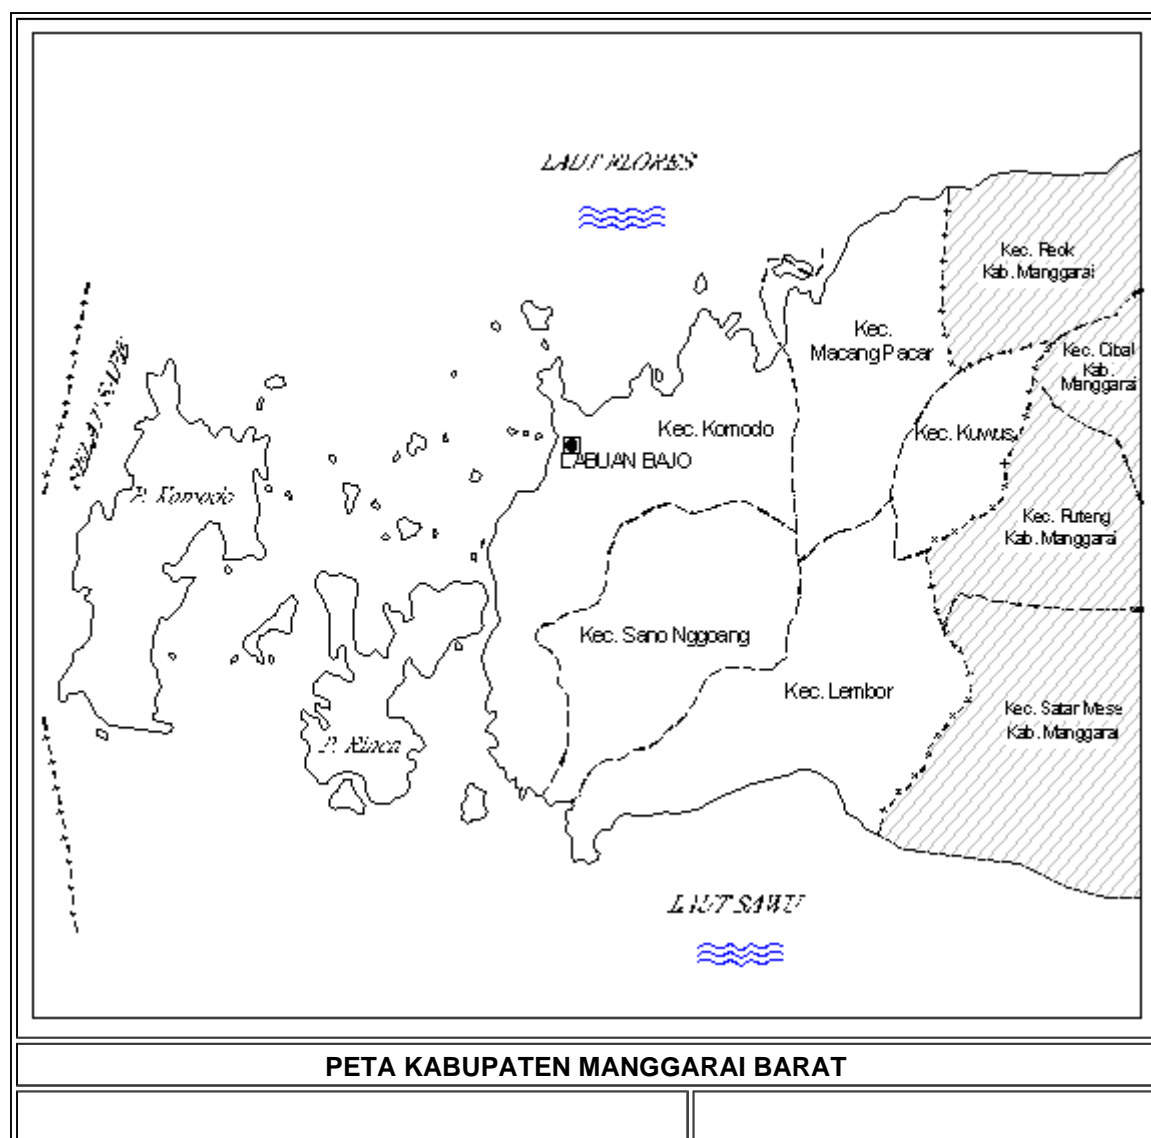 LAUT FLORES
Kec. Reok
Kab. Manggarai
Kec.
Macang Pacar
Kec. Cibal
Kab.
Manggarai
SELAT SAPE
Kec. Komodo
Kec. Kuwus
LABUAN BAJO
P. Komodo
Kec. Ruteng
Kab. Manggarai
Kec. Sano Nggoang
Kec. Lembor
Kec. Satar Mese
Kab. Manggarai
P. Rinca
LAUT SAWU
PETA KABUPATEN MANGGARAI BARAT